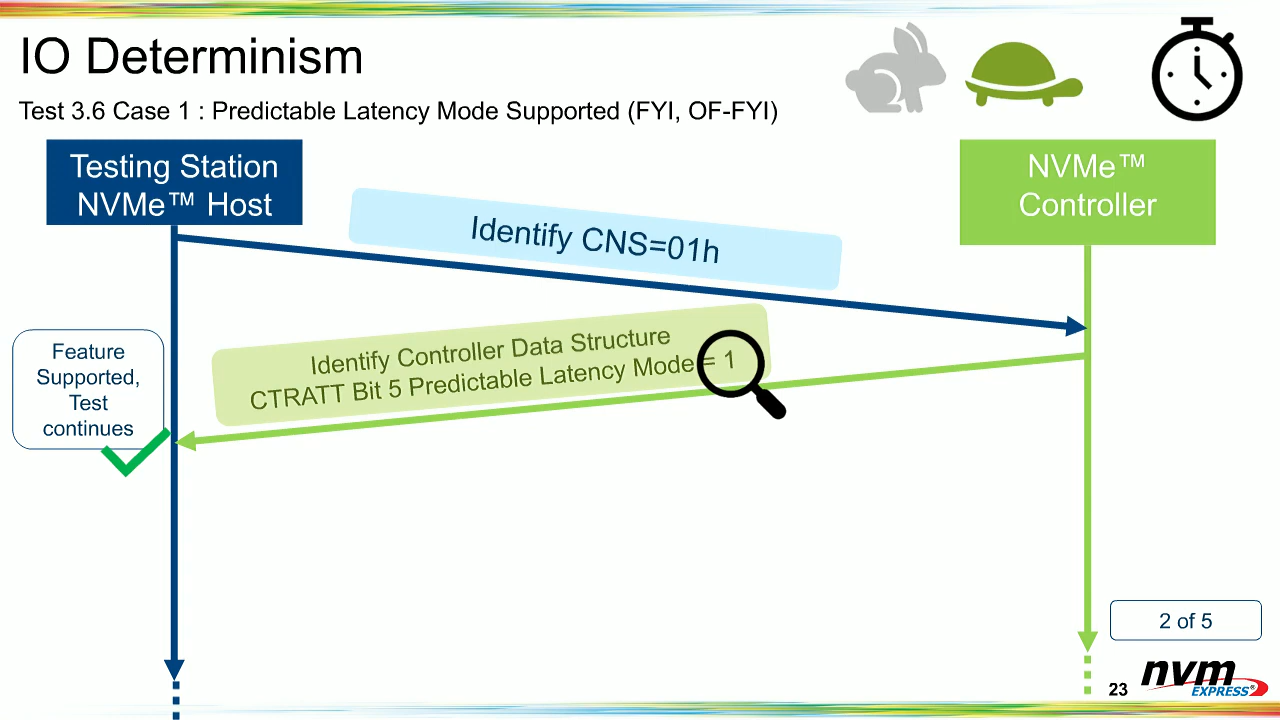 IO Determinism
Test 3.6 Case 1 : Predictable Latency Mode Supported (FYI, OF-FYI)
Testing Station
NVMe™ Host
NVMe™
Controller
Identify CNS=01h
Identify Controller Data Structure
CTRATT Bit 5 Predictable Latency Mode = 1
Feature
Supported,
Test
continues
2 of 5
23
nvm
EXPRESS®